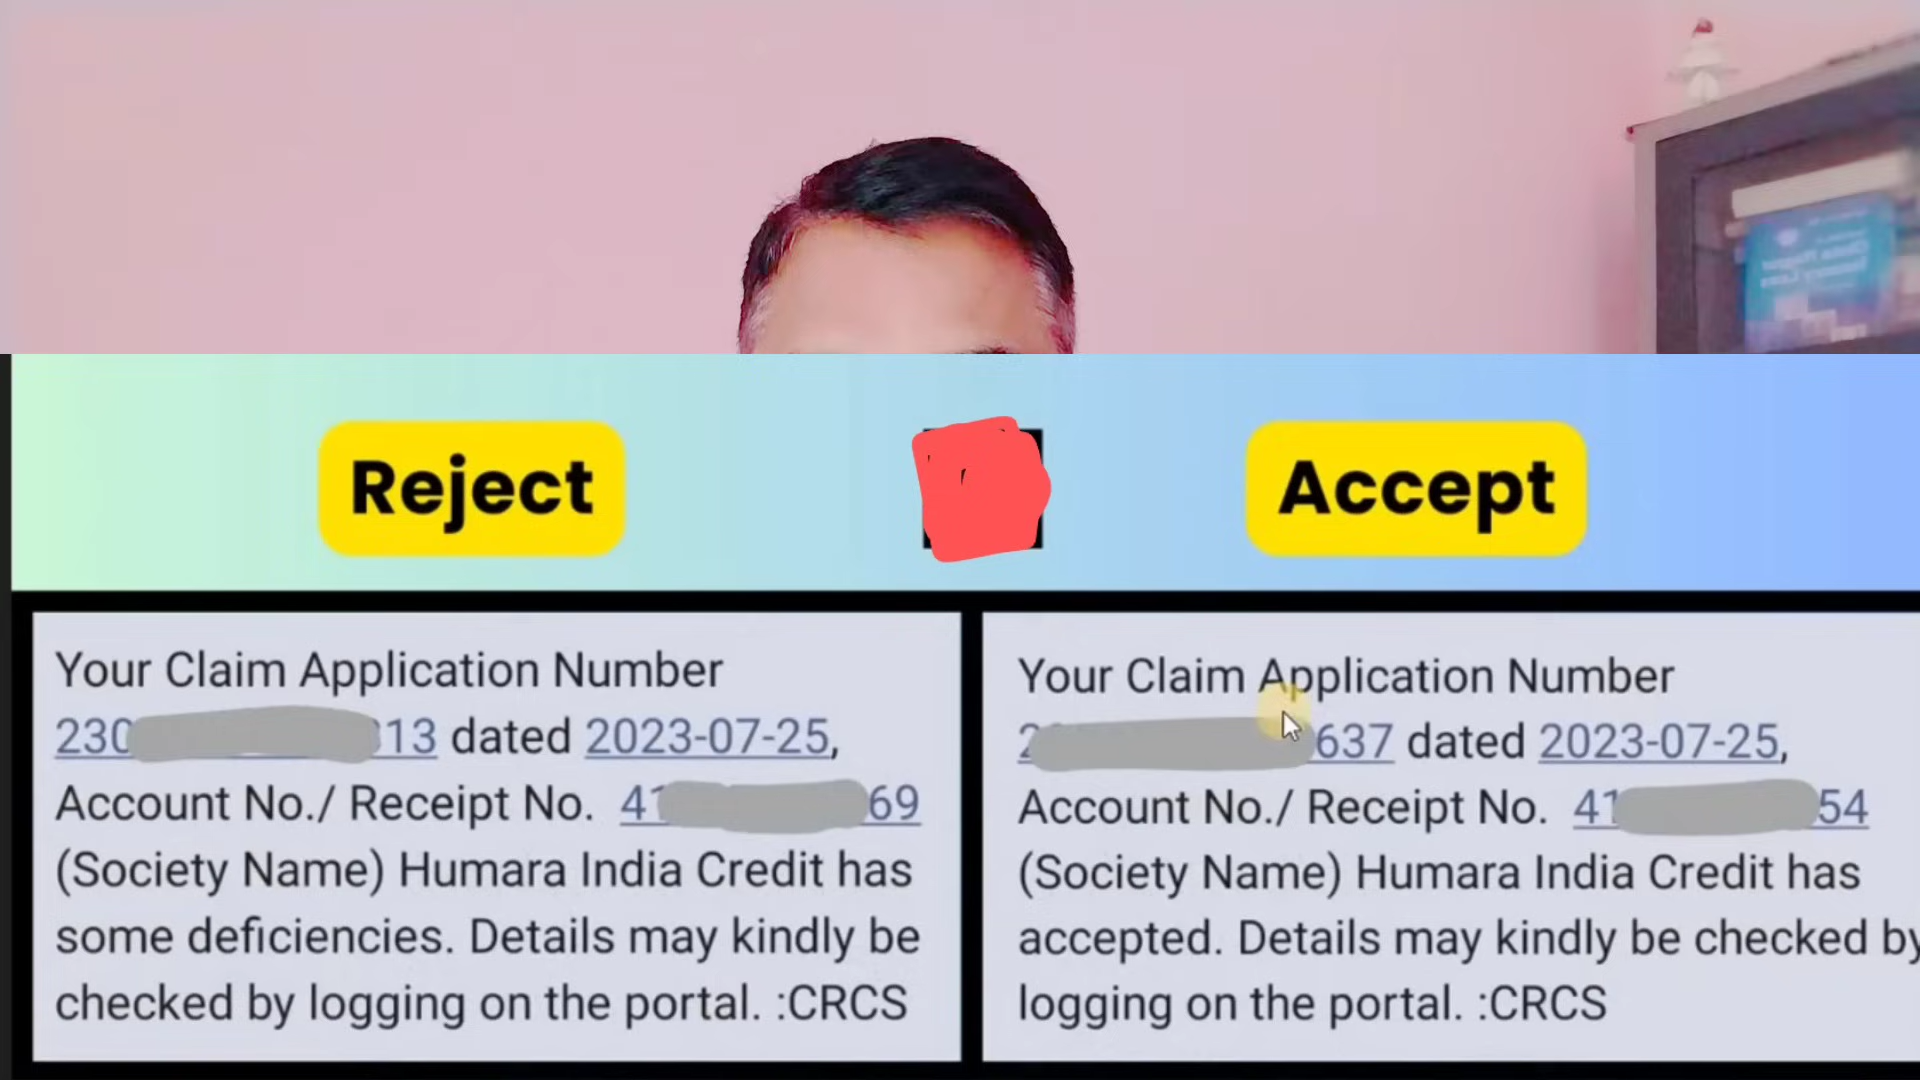 Reject
Accept
Your Claim Application Number
230 313 dated 2023-07-25,
Account No./ Receipt No. 41 69
(Society Name) Humara India Credit has
some deficiencies. Details may kindly be
checked by logging on the portal. :CRCS
Your Claim Application Number
2 637 dated 2023-07-25,
Account No./ Receipt No. 41 54
(Society Name) Humara India Credit has
accepted. Details may kindly be checked by
logging on the portal. :CRCS